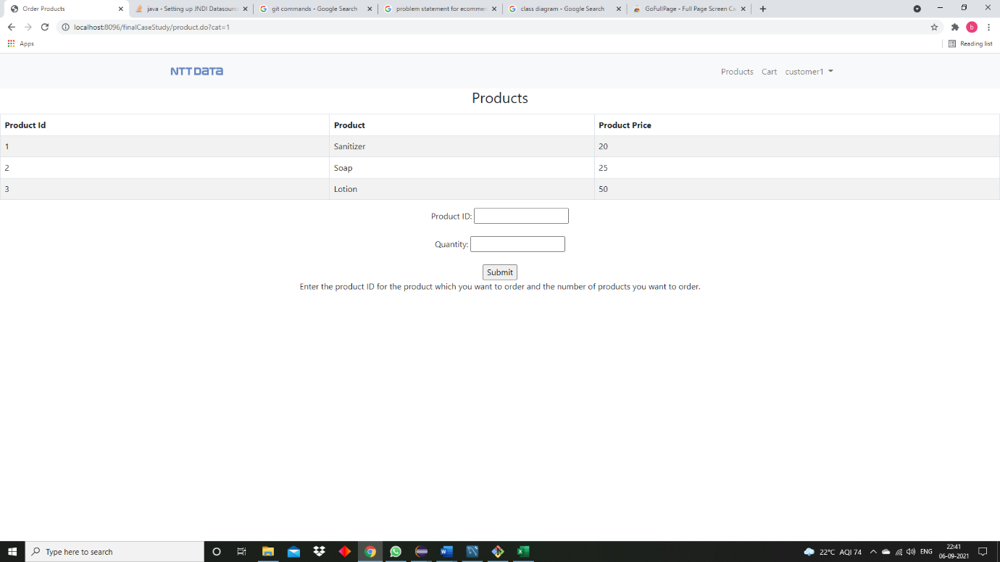 Order Products
java - Setting up JNDI Datasourc
git commands - Google Search
problem statement for ecommer
class diagram - Google Search
GoFullPage - Full Page Screen Ca
localhost:8096/finalCaseStudy/product.do?cat=1
b
Apps
Reading list
NTT DATA
Products Cart customer1
Products
Product Id Product Product Price
1 Sanitizer 20
2 Soap 25
3 Lotion 50
Product ID:
Quantity:
Submit
Enter the product ID for the product which you want to order and the number of products you want to order.
Type here to search
22°C AQI 74
ENG
22:41
06-09-2021